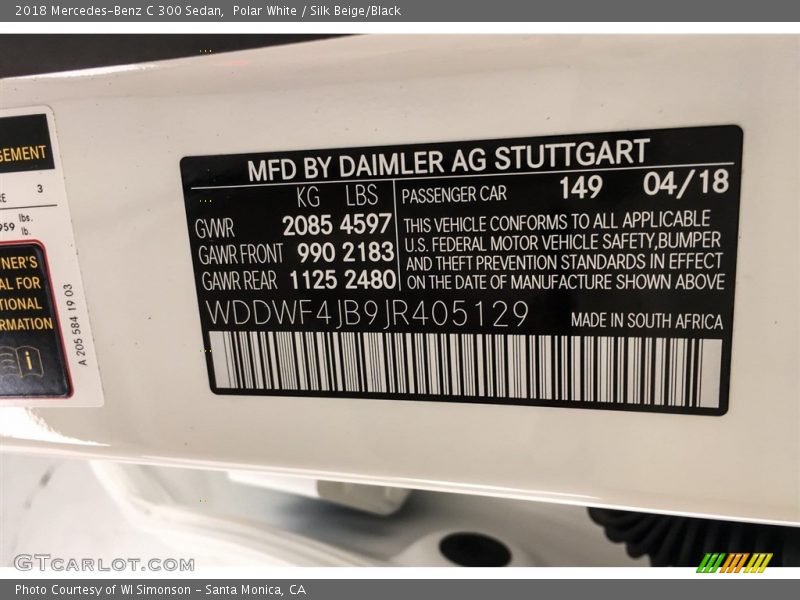 2018 Mercedes-Benz C 300 Sedan,  Polar White / Silk Beige/Black
GEMENT
3
959 lbs.
lb.
NER'S
AL FOR
TIONAL
RMATION
i
A 205 584 19 03
MFD BY DAIMLER AG STUTTGART
KG LBS
GWR 2085 4597
GAWR FRONT 990 2183
GAWR REAR 1125 2480
PASSENGER CAR 149 04/18
THIS VEHICLE CONFORMS TO ALL APPLICABLE
U.S. FEDERAL MOTOR VEHICLE SAFETY,BUMPER
AND THEFT PREVENTION STANDARDS IN EFFECT
ON THE DATE OF MANUFACTURE SHOWN ABOVE
WDDWF4JB9JR405129 MADE IN SOUTH AFRICA
GTCARLOT.COM
Photo Courtesy of WI Simonson - Santa Monica, CA